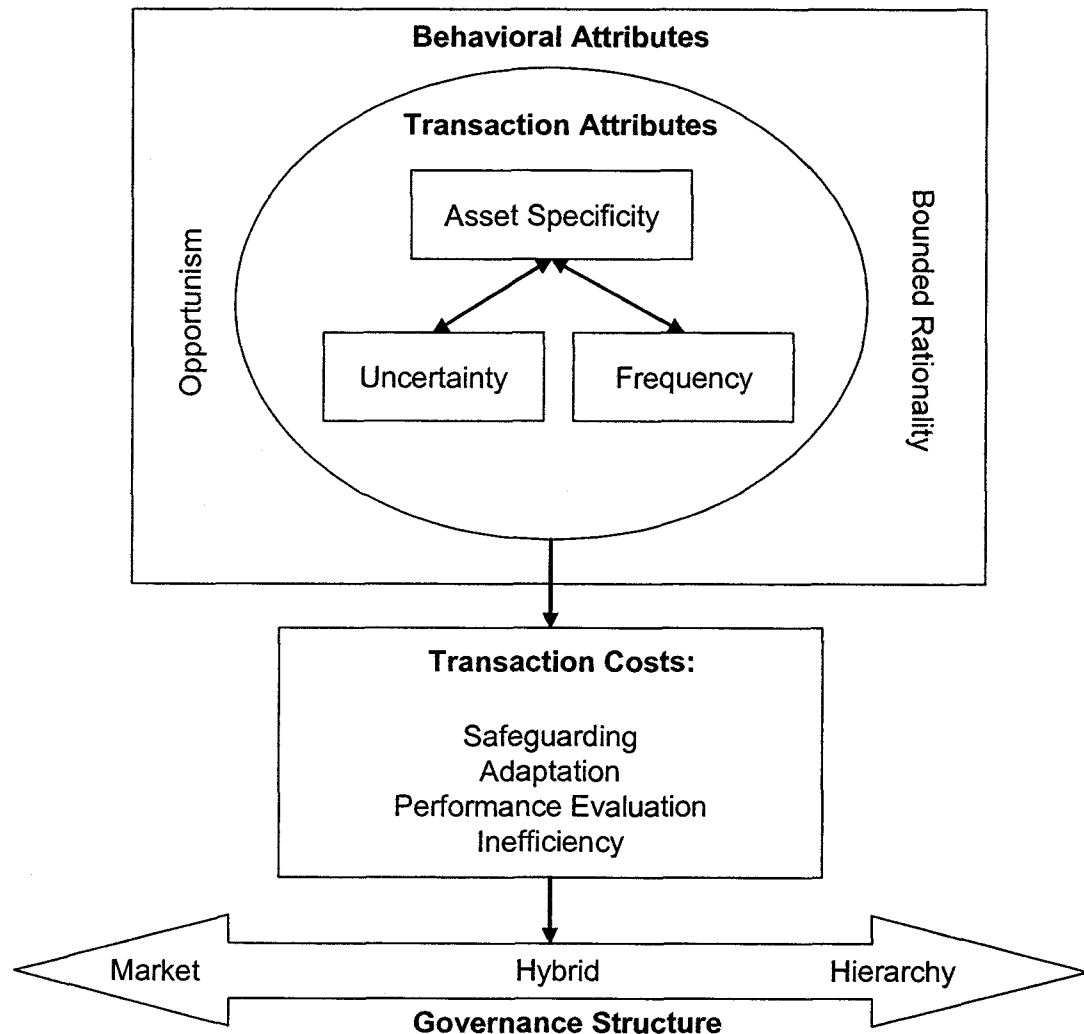 Behavioral Attributes
Transaction Attributes
Asset Specificity
Opportunism
Bounded Rationality
Uncertainty
Frequency
Transaction Costs:
Safeguarding
Adaptation
Performance Evaluation
Inefficiency
Market
Hybrid
Hierarchy
Governance Structure